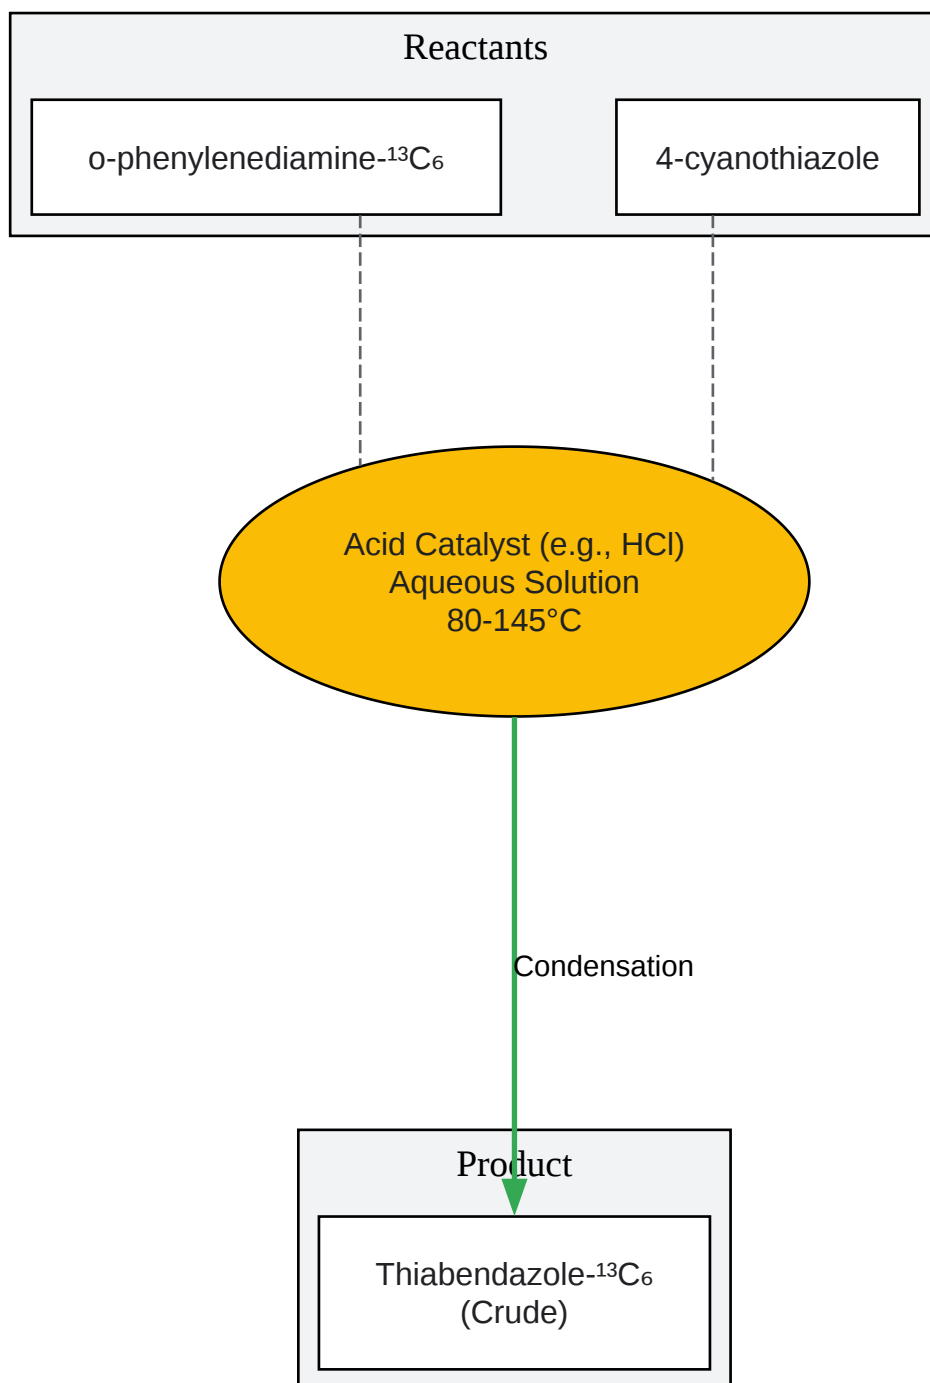 Reactants
o-phenylenediamine-¹³C₆
4-cyanothiazole
Acid Catalyst (e.g., HCl)
Aqueous Solution
80-145°C
Condensation
Product
Thiabendazole-¹³C₆
(Crude)